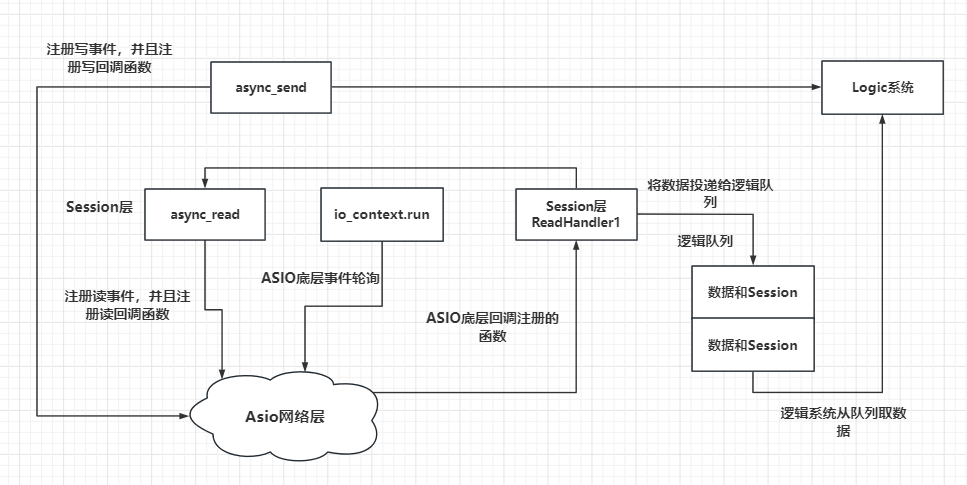 注册写事件，并且注
册写回调函数
async_send
Logic系统
Session层
async_read
io_context.run
Session层
ReadHandler1
将数据投递给逻辑队
列
逻辑队列
ASIO底层事件轮询
注册读事件，并且注
册读回调函数
ASIO底层回调注册的
函数
数据和Session
数据和Session
Asio网络层
逻辑系统从队列取数
据